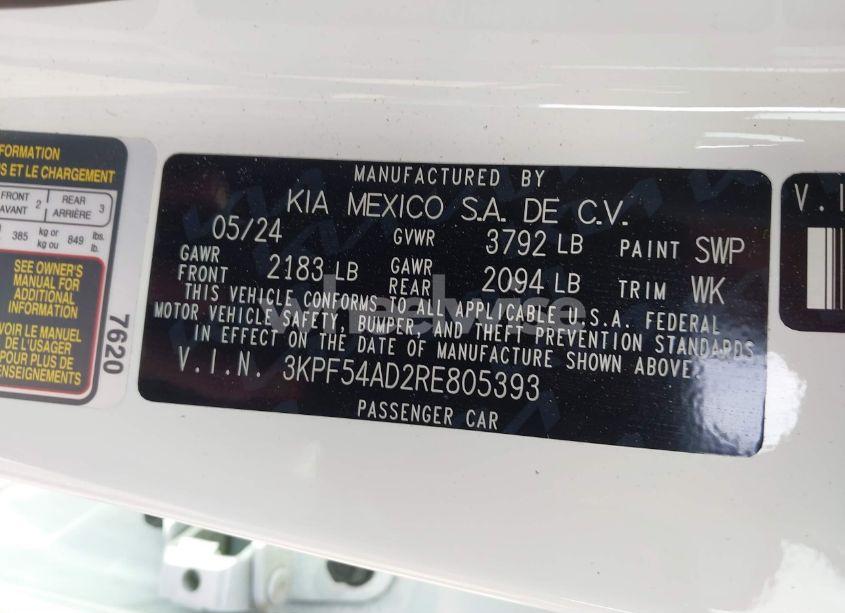 FORMATION
S ET LE CHARGEMENT
FRONT 2 REAR 3
AVANT ARRIÈRE
385 kg or 849 lbs.
kg ou lb.
SEE OWNER'S
MANUAL FOR
ADDITIONAL
INFORMATION
VOIR LE MANUEL
DE L'USAGER
POUR PLUS DE
RENSEIGNEMENTS
7620
MANUFACTURED BY
KIA MEXICO S.A. DE C.V.
05/24 GVWR 3792 LB PAINT SWP
GAWR FRONT 2183 LB GAWR REAR 2094 LB TRIM WK
THIS VEHICLE CONFORMS TO ALL APPLICABLE U.S.A. FEDERAL
MOTOR VEHICLE SAFETY, BUMPER, AND THEFT PREVENTION STANDARDS
IN EFFECT ON THE DATE OF MANUFACTURE SHOWN ABOVE.
V.I.N. 3KPF54AD2RE805393
PASSENGER CAR
V.I
wheelwise